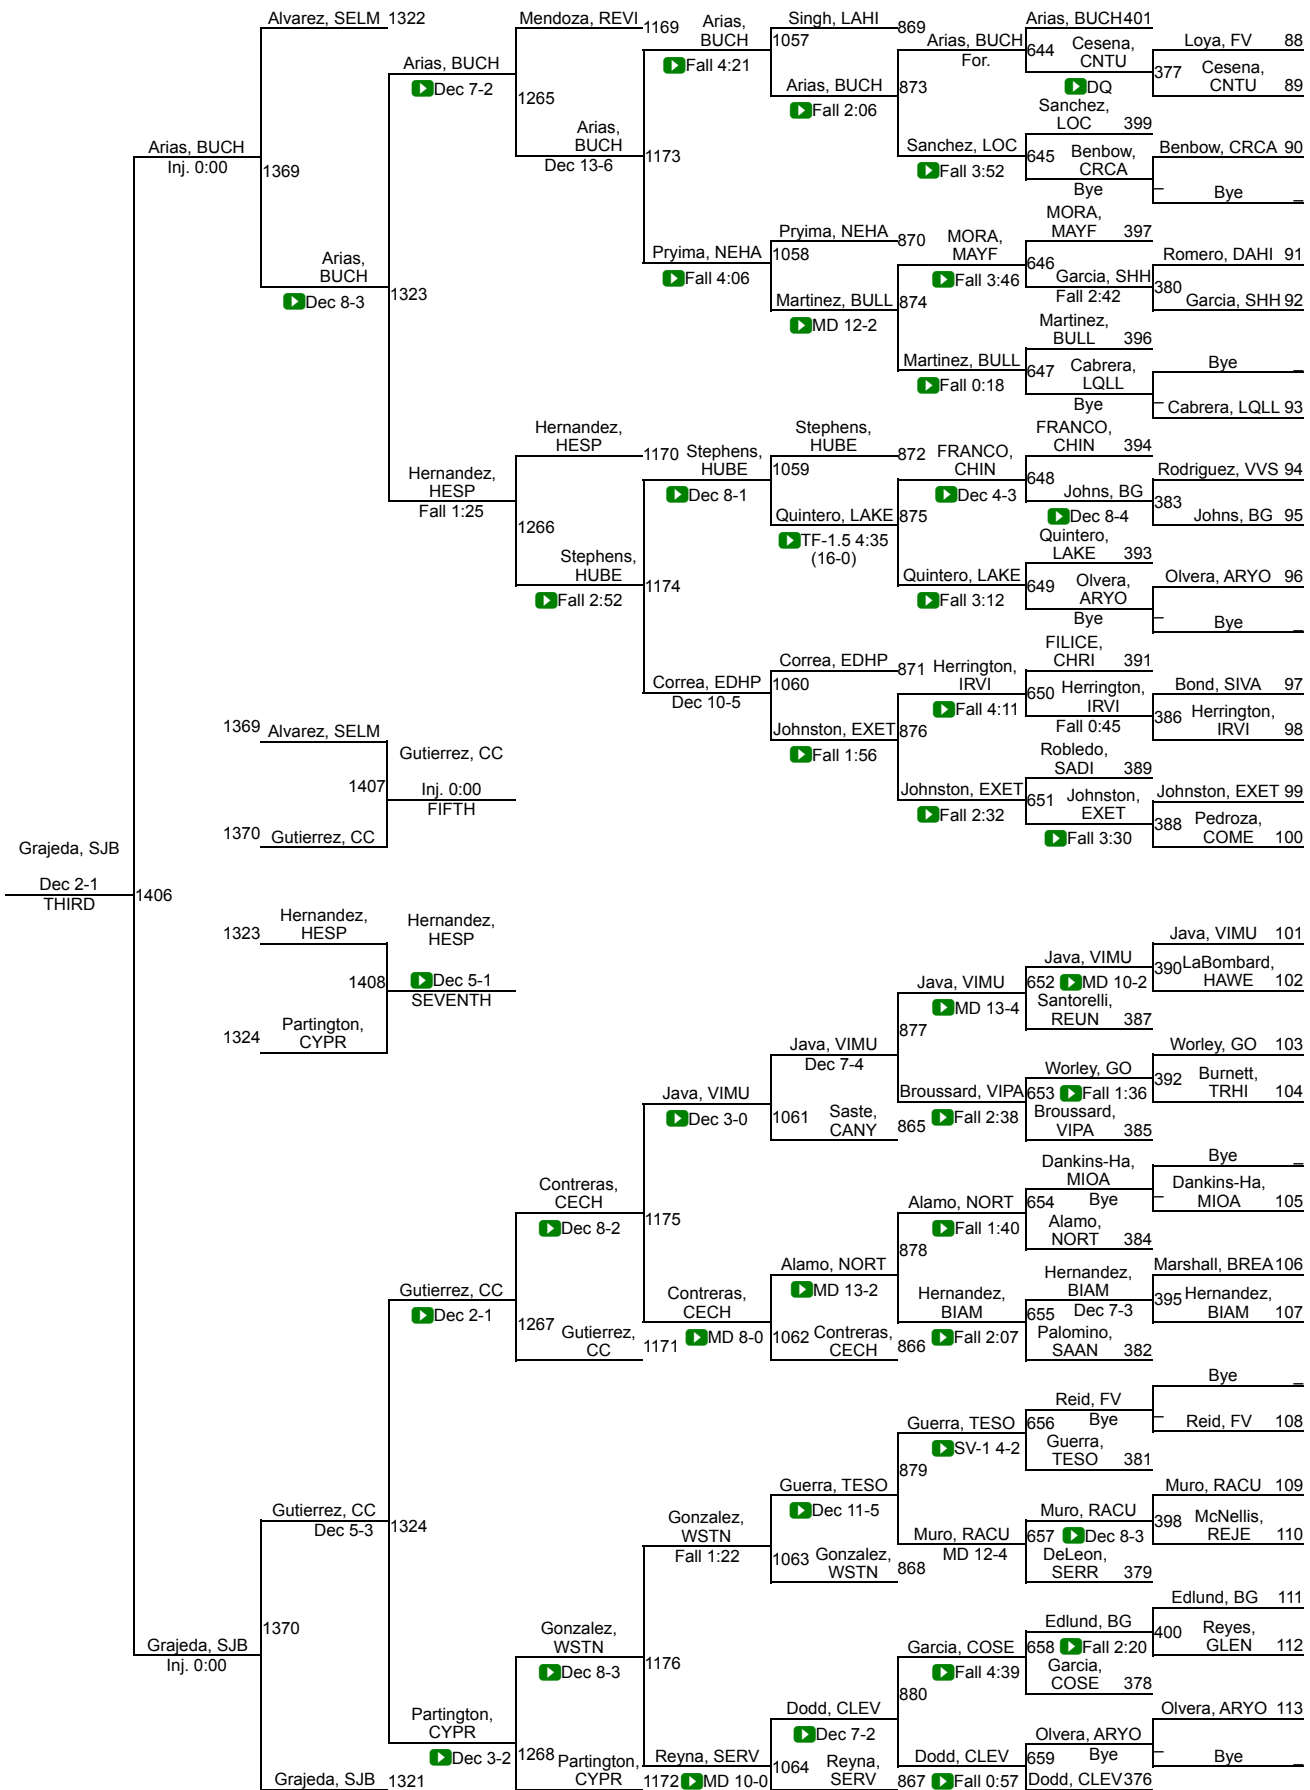 Alvarez, SELM 1322
Mendoza, REVI 1169
Arias,
BUCH
Singh, LAHI 869
Arias, BUCH 401
Loya, FV 88
Arias, BUCH
Dec 7-2
Fall 4:21
1057
Arias, BUCH
For.
644
Cesena,
CNTU
DQ
377
Cesena,
CNTU 89
1265
Arias, BUCH
Fall 2:06
873
Sanchez,
LOC 399
Arias, BUCH
Inj. 0:00
1369
Arias,
BUCH
Dec 13-6
1173
Sanchez, LOC
Fall 3:52
645
Benbow,
CRCA
Bye
Benbow, CRCA 90
Bye
Arias,
BUCH
Dec 8-3
1323
Pryima, NEHA
Fall 4:06
Pryima, NEHA 870
1058
MORA,
MAYF
Fall 3:46
MORA,
MAYF 397
646
Garcia, SHH
Fall 2:42
Romero, DAHI 91
380
Garcia, SHH 92
Martinez, BULL
MD 12-2
874
Martinez,
BULL 396
Martinez, BULL
Fall 0:18
647
Cabrera,
LQLL
Bye
Bye
Cabrera, LQLL 93
Hernandez,
HESP
Fall 1:25
Hernandez,
HESP
1170
Stephens,
HUBE
Dec 8-1
Stephens,
HUBE
872
1059
FRANCO,
CHIN
Dec 4-3
FRANCO,
CHIN 394
648
Johns, BG
Dec 8-4
Rodriguez, VVS 94
383
Johns, BG 95
1266
Stephens,
HUBE
Fall 2:52
1174
Quintero, LAKE
TF-1.5 4:35
(16-0)
875
Quintero,
LAKE 393
Quintero, LAKE
Fall 3:12
649
Olvera,
ARYO
Bye
Olvera, ARYO 96
Bye
Correa, EDHP
Dec 10-5
Correa, EDHP 871
1060
Herrington,
IRVI
Fall 4:11
FILICE,
CHRI 391
650
Herrington,
IRVI
Fall 0:45
Bond, SIVA 97
386
Herrington,
IRVI 98
Johnston, EXET
Fall 1:56
876
Robledo,
SADI 389
Johnston, EXET
Fall 2:32
651
Johnston,
EXET
Fall 3:30
Johnston, EXET 99
388
Pedroza,
COME 100
1369 Alvarez, SELM
Gutierrez, CC
1407
Inj. 0:00
FIFTH
1370 Gutierrez, CC
Grajeda, SJB
Dec 2-1
THIRD
1406
1323
Hernandez,
HESP
Hernandez,
HESP
1408
Dec 5-1
SEVENTH
1324
Partington,
CYPR
Java, VIMU 101
Java, VIMU
390
LaBombard,
HAWE 102
Java, VIMU
MD 13-4
652
MD 10-2
Santorelli,
REUN 387
877
Java, VIMU
Dec 7-4
Worley, GO 103
Worley, GO
392
Burnett,
TRHI 104
Broussard, VIPA
Fall 2:38
653
Fall 1:36
Broussard,
VIPA 385
Java, VIMU
Dec 3-0
1061
Saste,
CANY
865
Contreras,
CECH
Dec 8-2
1175
Bye
Dankins-Ha,
MIOA
Dankins-Ha,
MIOA 105
Alamo, NORT
Fall 1:40
654
Bye
Alamo,
NORT 384
878
Alamo, NORT
MD 13-2
Marshall, BREA 106
Hernandez,
BIAM
395
Hernandez,
BIAM 107
Gutierrez, CC
Dec 2-1
1267
Gutierrez,
CC
1171
Contreras,
CECH
MD 8-0
1062
Contreras,
CECH
866
Hernandez,
BIAM
Fall 2:07
655
Dec 7-3
Palomino,
SAAN 382
Bye
Reid, FV
Reid, FV 108
Guerra, TESO
SV-1 4-2
656
Bye
Guerra,
TESO 381
879
Guerra, TESO
Dec 11-5
Muro, RACU 109
Muro, RACU
398
McNellis,
REJE 110
Gutierrez, CC
Dec 5-3
1324
Gonzalez,
WSTN
Fall 1:22
1063
Gonzalez,
WSTN
868
Muro, RACU
MD 12-4
657
Dec 8-3
DeLeon,
SERR 379
Edlund, BG 111
Edlund, BG
400
Reyes,
GLEN 112
Grajeda, SJB
Inj. 0:00
1370
Gonzalez,
WSTN
Dec 8-3
1176
Garcia, COSE
Fall 4:39
658
Fall 2:20
Garcia,
COSE 378
880
Partington,
CYPR
Dec 3-2
Dodd, CLEV
Dec 7-2
Olvera, ARYO 113
Olvera, ARYO
Bye
Grajeda, SJB 1321
1268
Partington,
CYPR
1172
Reyna, SERV
MD 10-0
1064
Reyna,
SERV
867
Dodd, CLEV
Fall 0:57
659
Bye
Dodd, CLEV 376